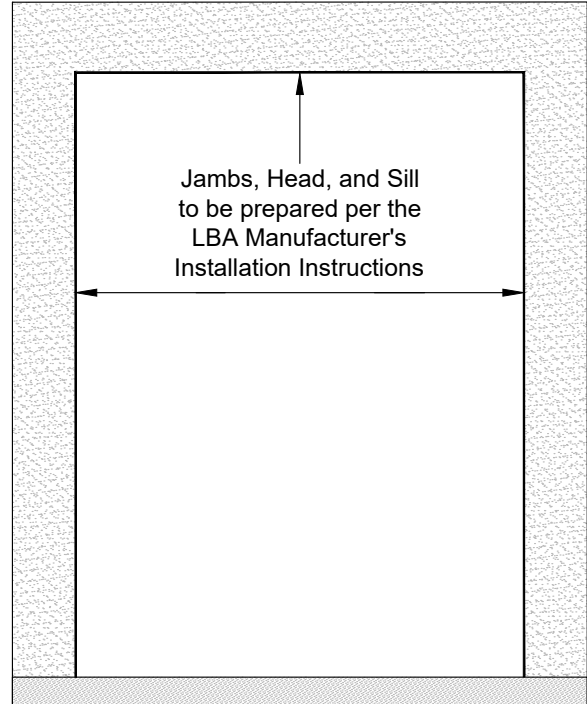 Jambs, Head, and Sill
to be prepared per the
LBA Manufacturer's
Installation Instructions